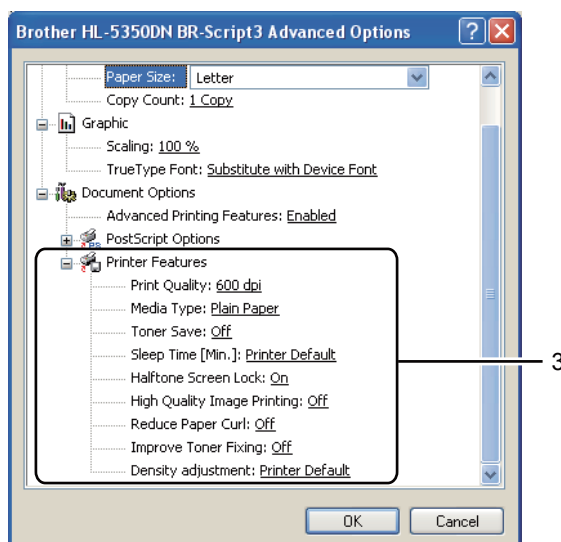 Brother HL-5350DN BR-Script3 Advanced Options
Paper Size: Letter
Copy Count: 1 Copy
Graphic
Scaling: 100 %
TrueType Font: Substitute with Device Font
Document Options
Advanced Printing Features: Enabled
PostScript Options
Printer Features
Print Quality: 600 dpi
Media Type: Plain Paper
Toner Save: Off
Sleep Time [Min.]: Printer Default
3
Halftone Screen Lock: On
High Quality Image Printing: Off
Reduce Paper Curl: Off
Improve Toner Fixing: Off
Density adjustment: Printer Default
OK Cancel